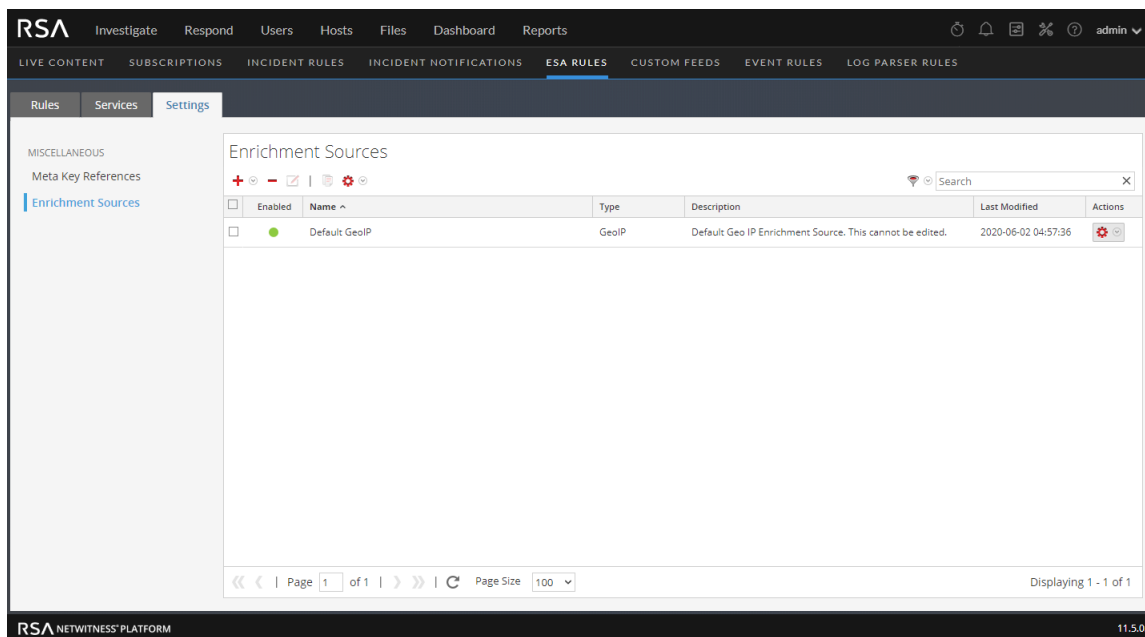 RSA Investigate Respond Users Hosts Files Dashboard Reports admin
LIVE CONTENT SUBSCRIPTIONS INCIDENT RULES INCIDENT NOTIFICATIONS ESA RULES CUSTOM FEEDS EVENT RULES LOG PARSER RULES
Rules Services Settings
MISCELLANEOUS
Meta Key References
Enrichment Sources
Enrichment Sources
Search
Enabled Name Type Description Last Modified Actions
Default GeoIP GeoIP Default Geo IP Enrichment Source. This cannot be edited. 2020-06-02 04:57:36
Page 1 of 1 Page Size 100 Displaying 1 - 1 of 1
RSA NETWITNESS® PLATFORM 11.5.0